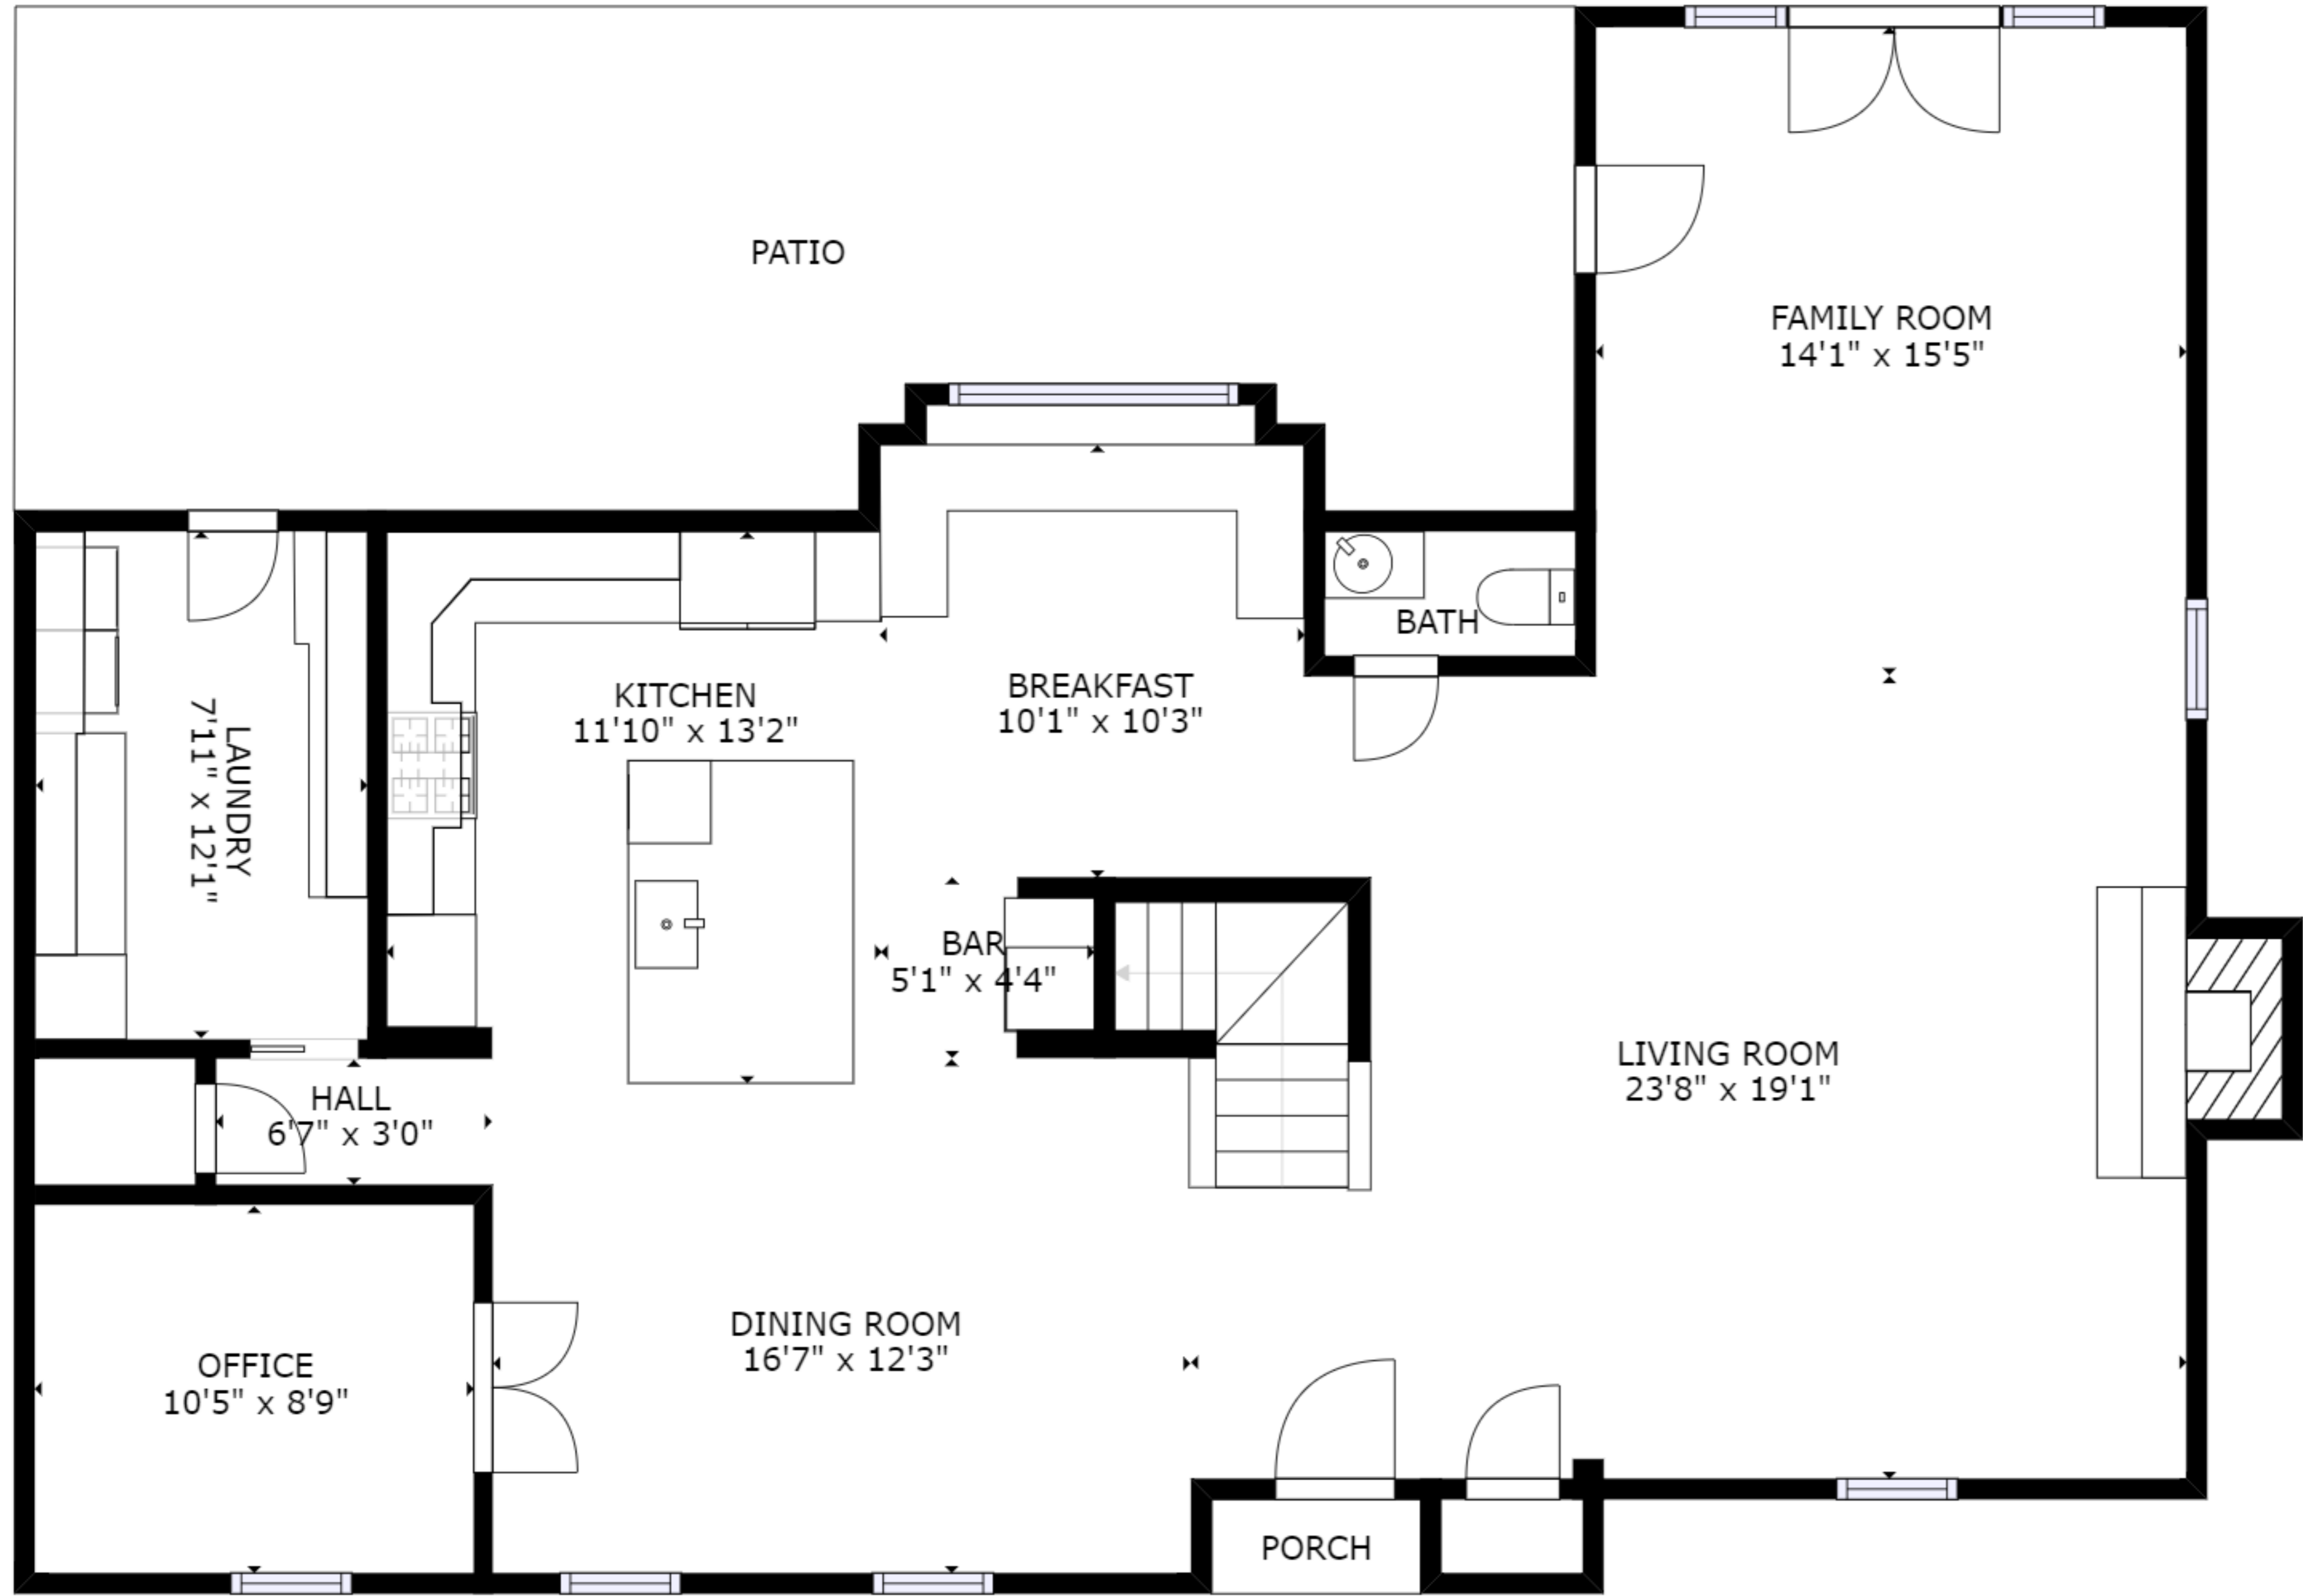 PATIO
FAMILY ROOM
14'1" x 15'5"
KITCHEN
11'10" x 13'2"
BREAKFAST
10'1" x 10'3"
BATH
LAUNDRY
7'11" x 12'1"
BAR
5'1" x 4'4"
HALL
6'7" x 3'0"
LIVING ROOM
23'8" x 19'1"
DINING ROOM
16'7" x 12'3"
OFFICE
10'5" x 8'9"
PORCH